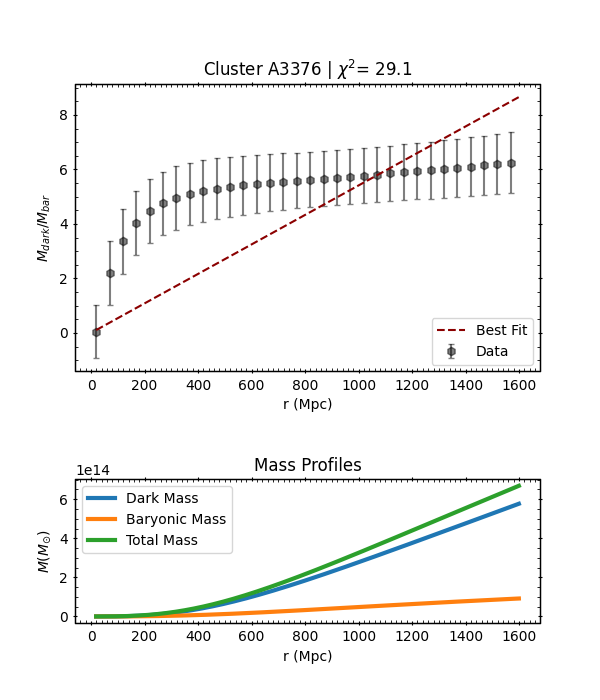 Cluster A3376 | χ²= 29.1
M_dark/M_bar
8
6
4
2
0
Best Fit
Data
0 200 400 600 800 1000 1200 1400 1600
r (Mpc)
Mass Profiles
1e14
M(M_⊙)
6
4
2
0
Dark Mass
Baryonic Mass
Total Mass
0 200 400 600 800 1000 1200 1400 1600
r (Mpc)